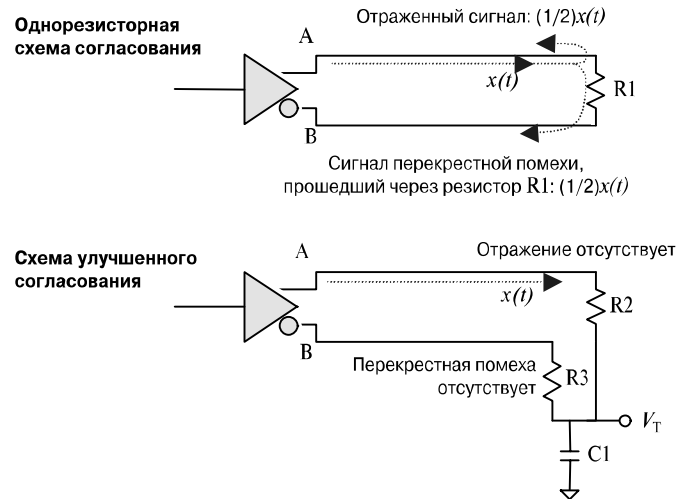 Однорезисторная
схема согласования
Отраженный сигнал: (1/2)x(t)
A
x(t)
R1
B
Сигнал перекрестной помехи,
прошедший через резистор R1: (1/2)x(t)
Схема улучшенного
согласования
A
Отражение отсутствует
x(t)
R2
B
Перекрестная помеха
отсутствует
R3
VT
C1